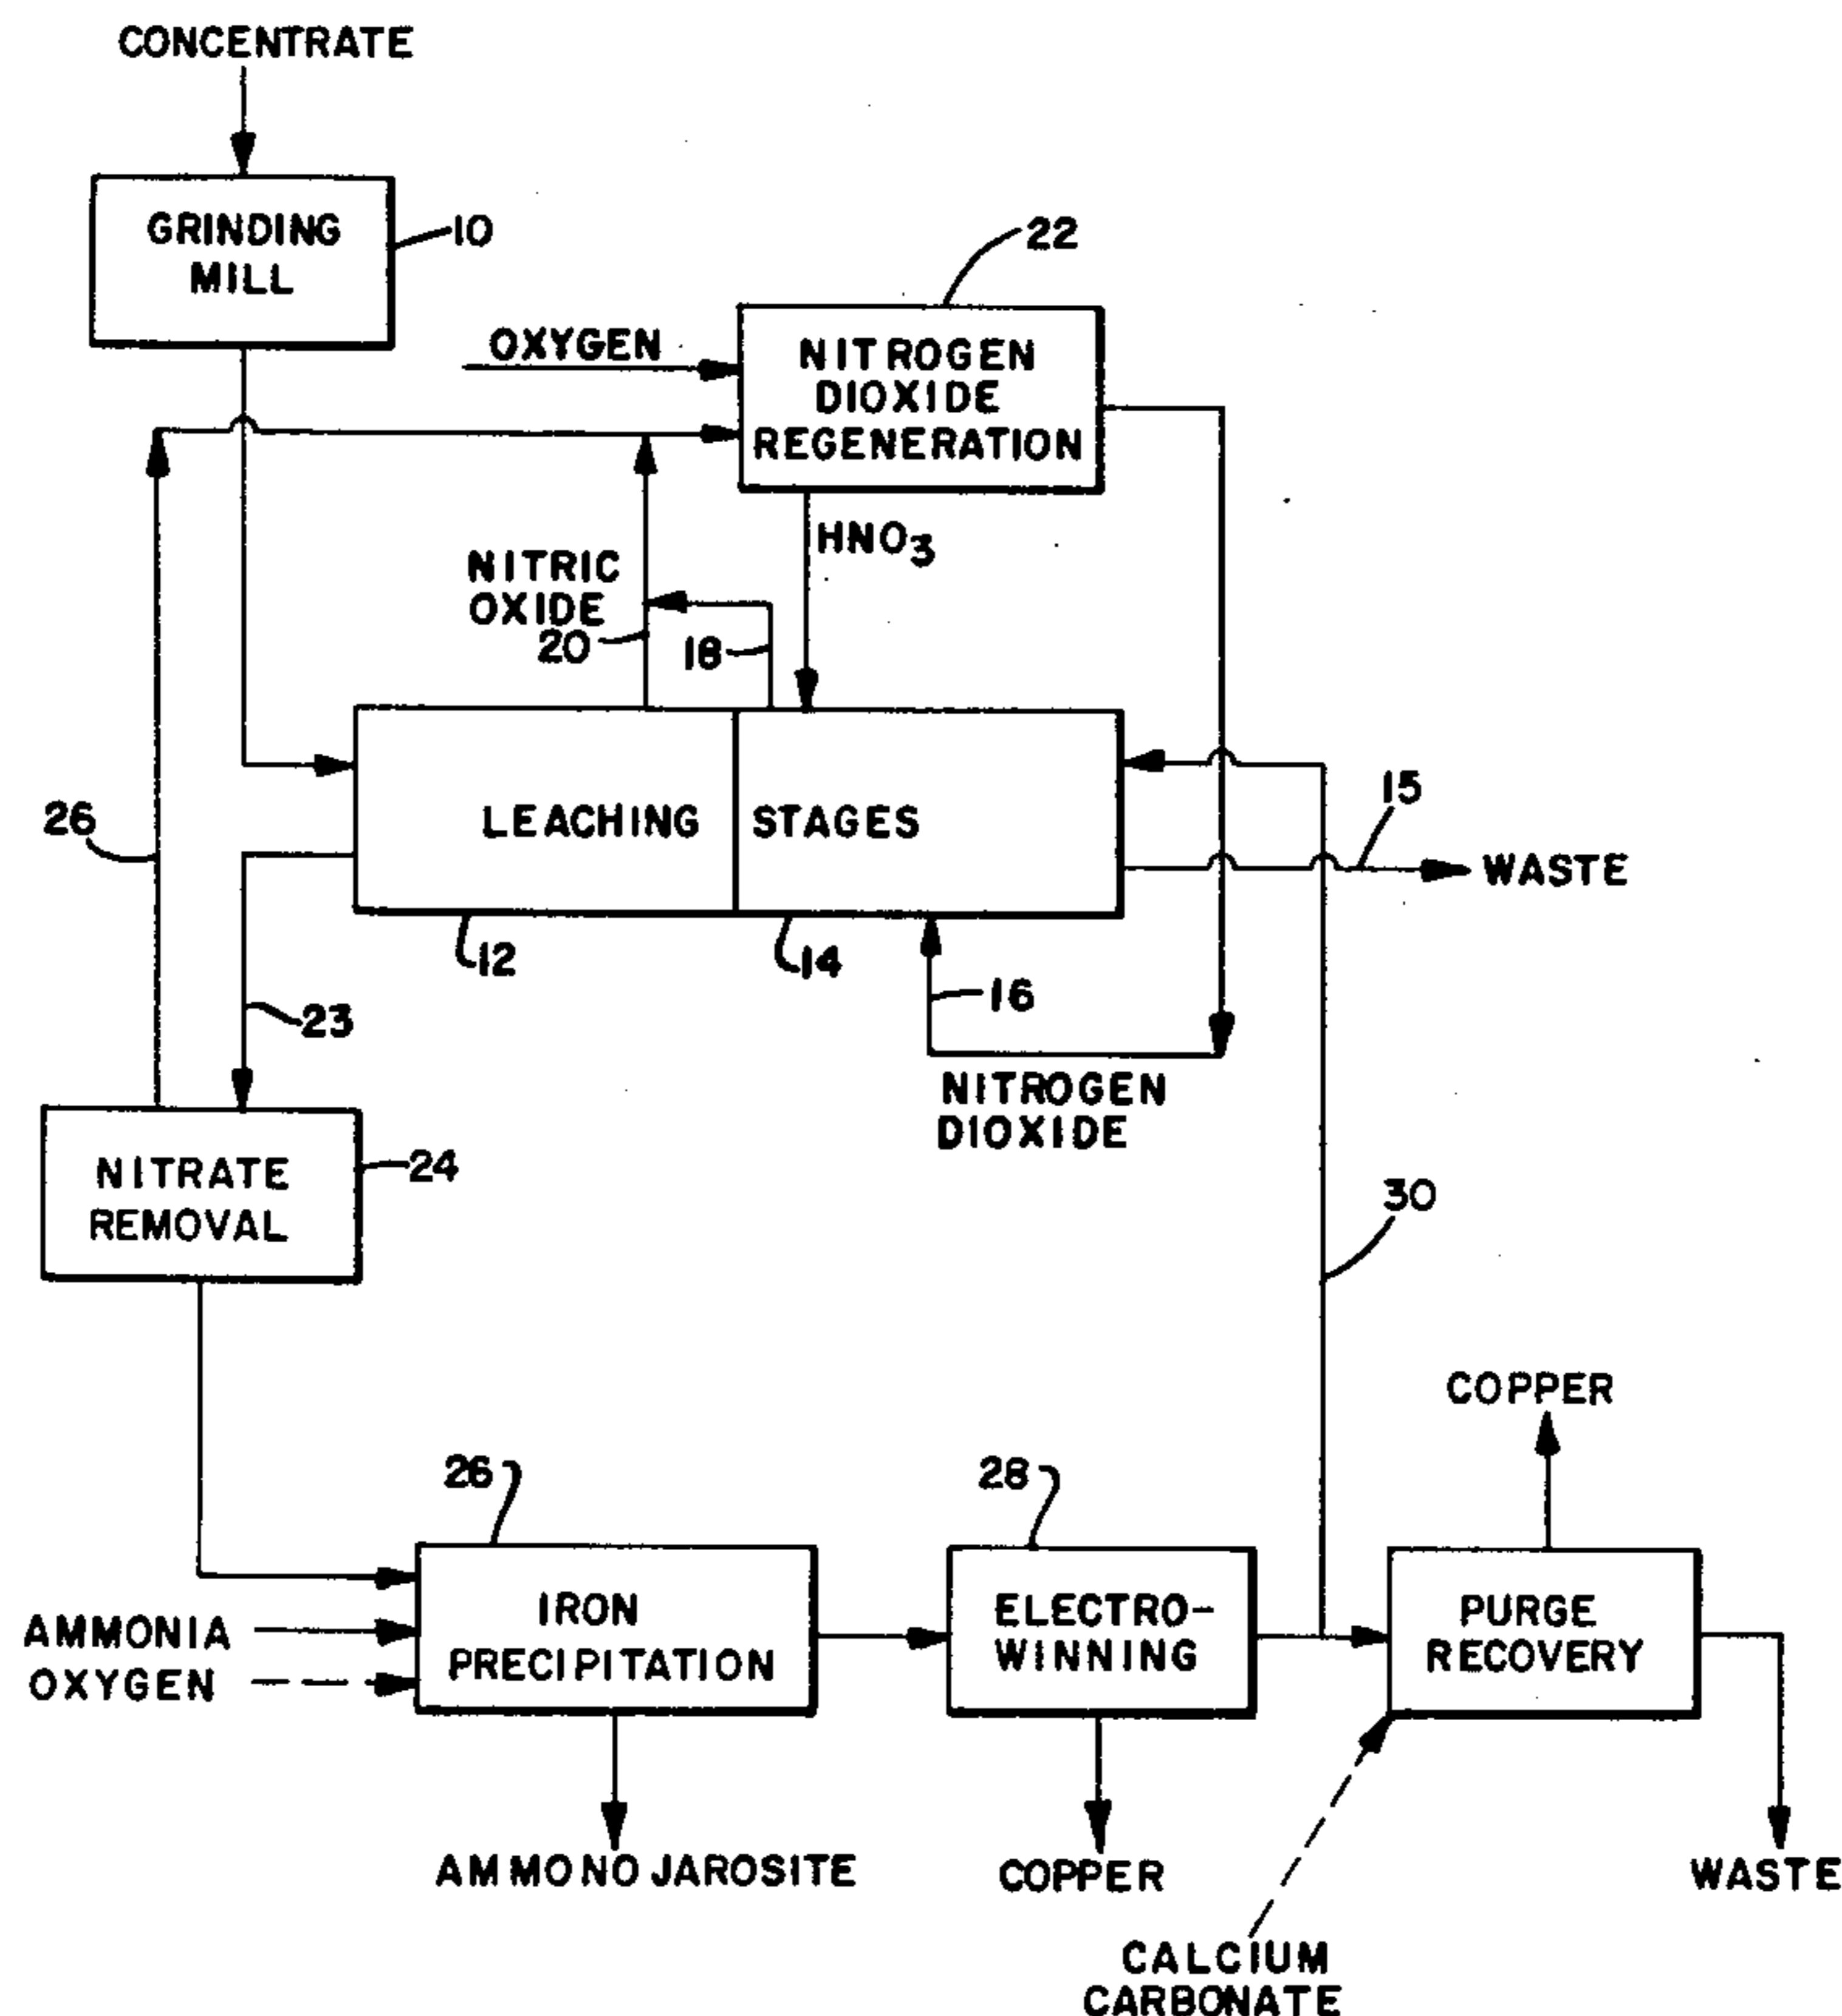 CONCENTRATE
GRINDING
MILL
10
22
OXYGEN
NITROGEN
DIOXIDE
REGENERATION
HNO3
NITRIC
OXIDE
20
18
26
LEACHING STAGES
15
WASTE
12
14
16
23
NITROGEN
DIOXIDE
NITRATE
REMOVAL
24
30
COPPER
26
28
IRON
PRECIPITATION
AMMONIA
OXYGEN
ELECTRO-
WINNING
PURGE
RECOVERY
AMMONO JAROSITE
COPPER
WASTE
CALCIUM
CARBONATE